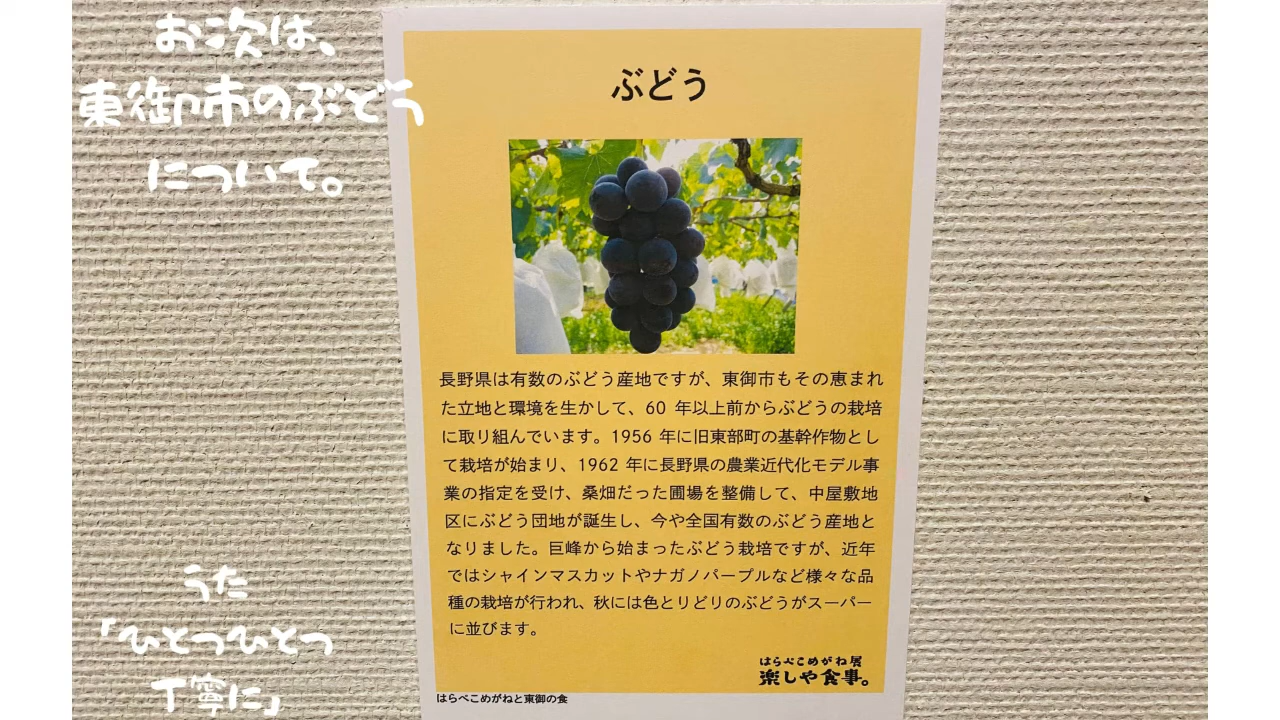 お次は、
東御市のぶどう
について。
ぶどう
長野県は有数のぶどう産地ですが、東御市もその恵まれ
た立地と環境を生かして、60 年以上前からぶどうの栽培
に取り組んでいます。1956 年に旧東部町の基幹作物とし
て栽培が始まり、1962 年に長野県の農業近代化モデル事
業の指定を受け、桑畑だった圃場を整備して、中屋敷地
区にぶどう団地が誕生し、今や全国有数のぶどう産地と
なりました。巨峰から始まったぶどう栽培ですが、近年
ではシャインマスカットやナガノパープルなど様々な品
種の栽培が行われ、秋には色とりどりのぶどうがスーパー
に並びます。
はらぺこめがね展
楽しや食事。
はらぺこめがねと東御の食
うた
「ひとつひとつ
丁寧に」